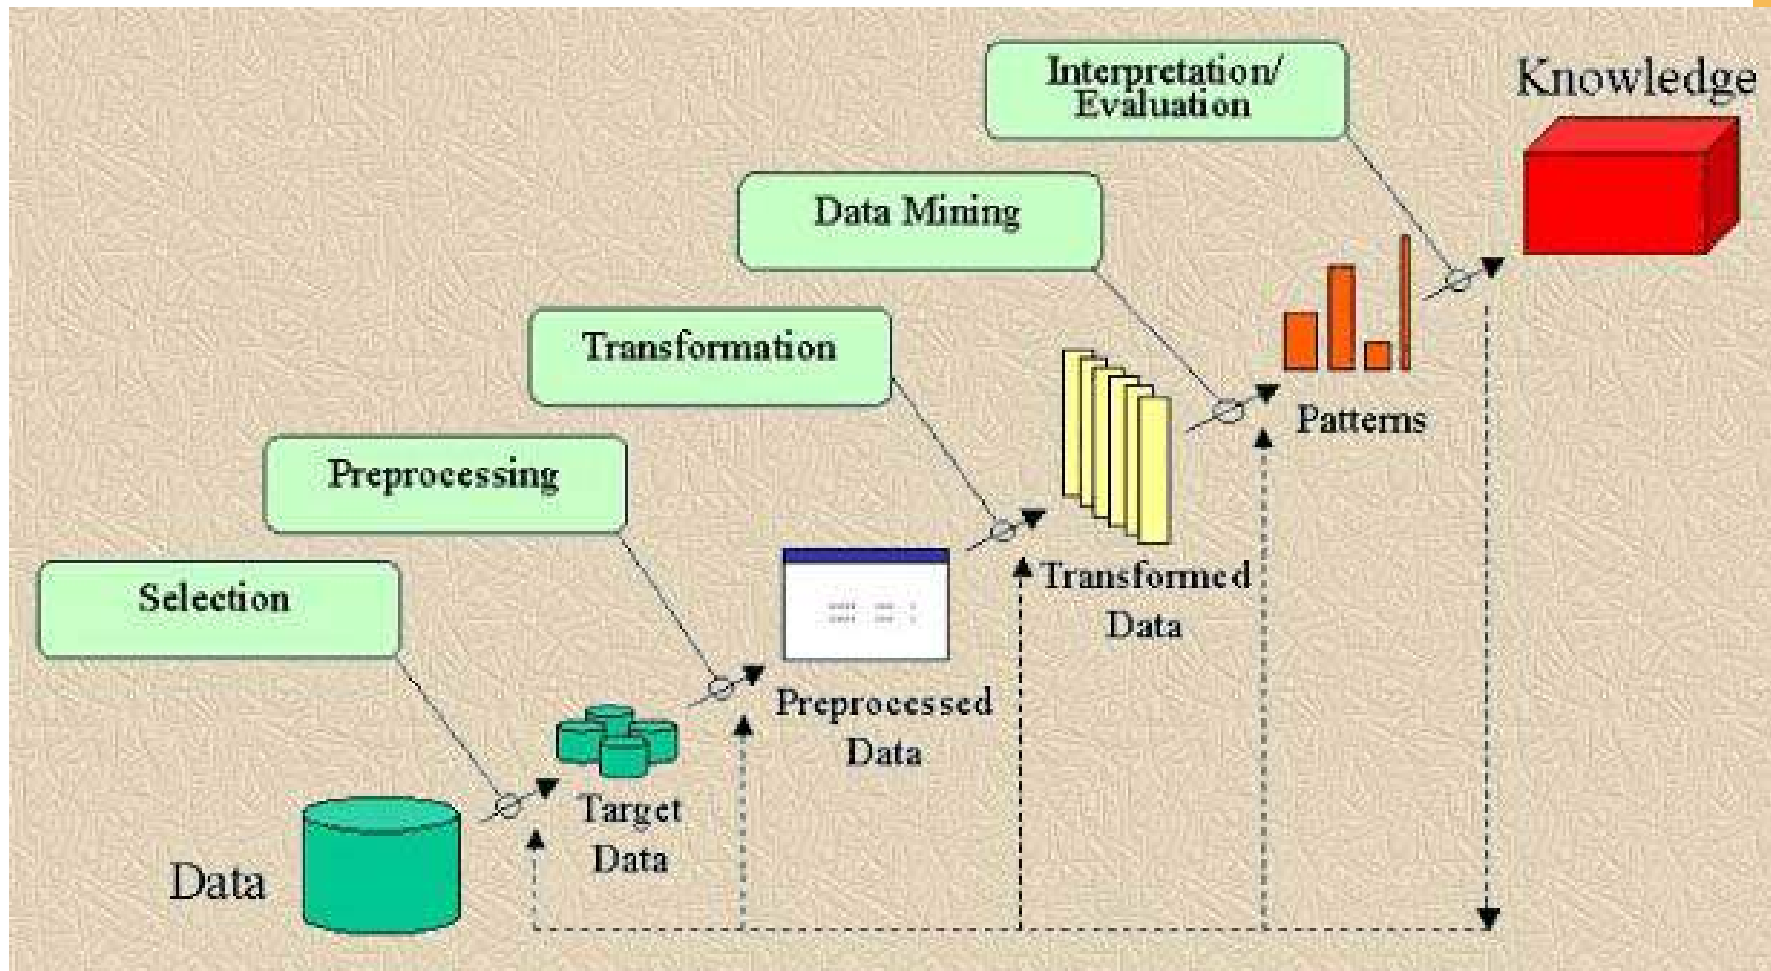 Interpretation/
Evaluation
Knowledge
Data Mining
Transformation
Patterns
Preprocessing
Transformed
Data
Selection
Preprocessed
Data
Target
Data
Data